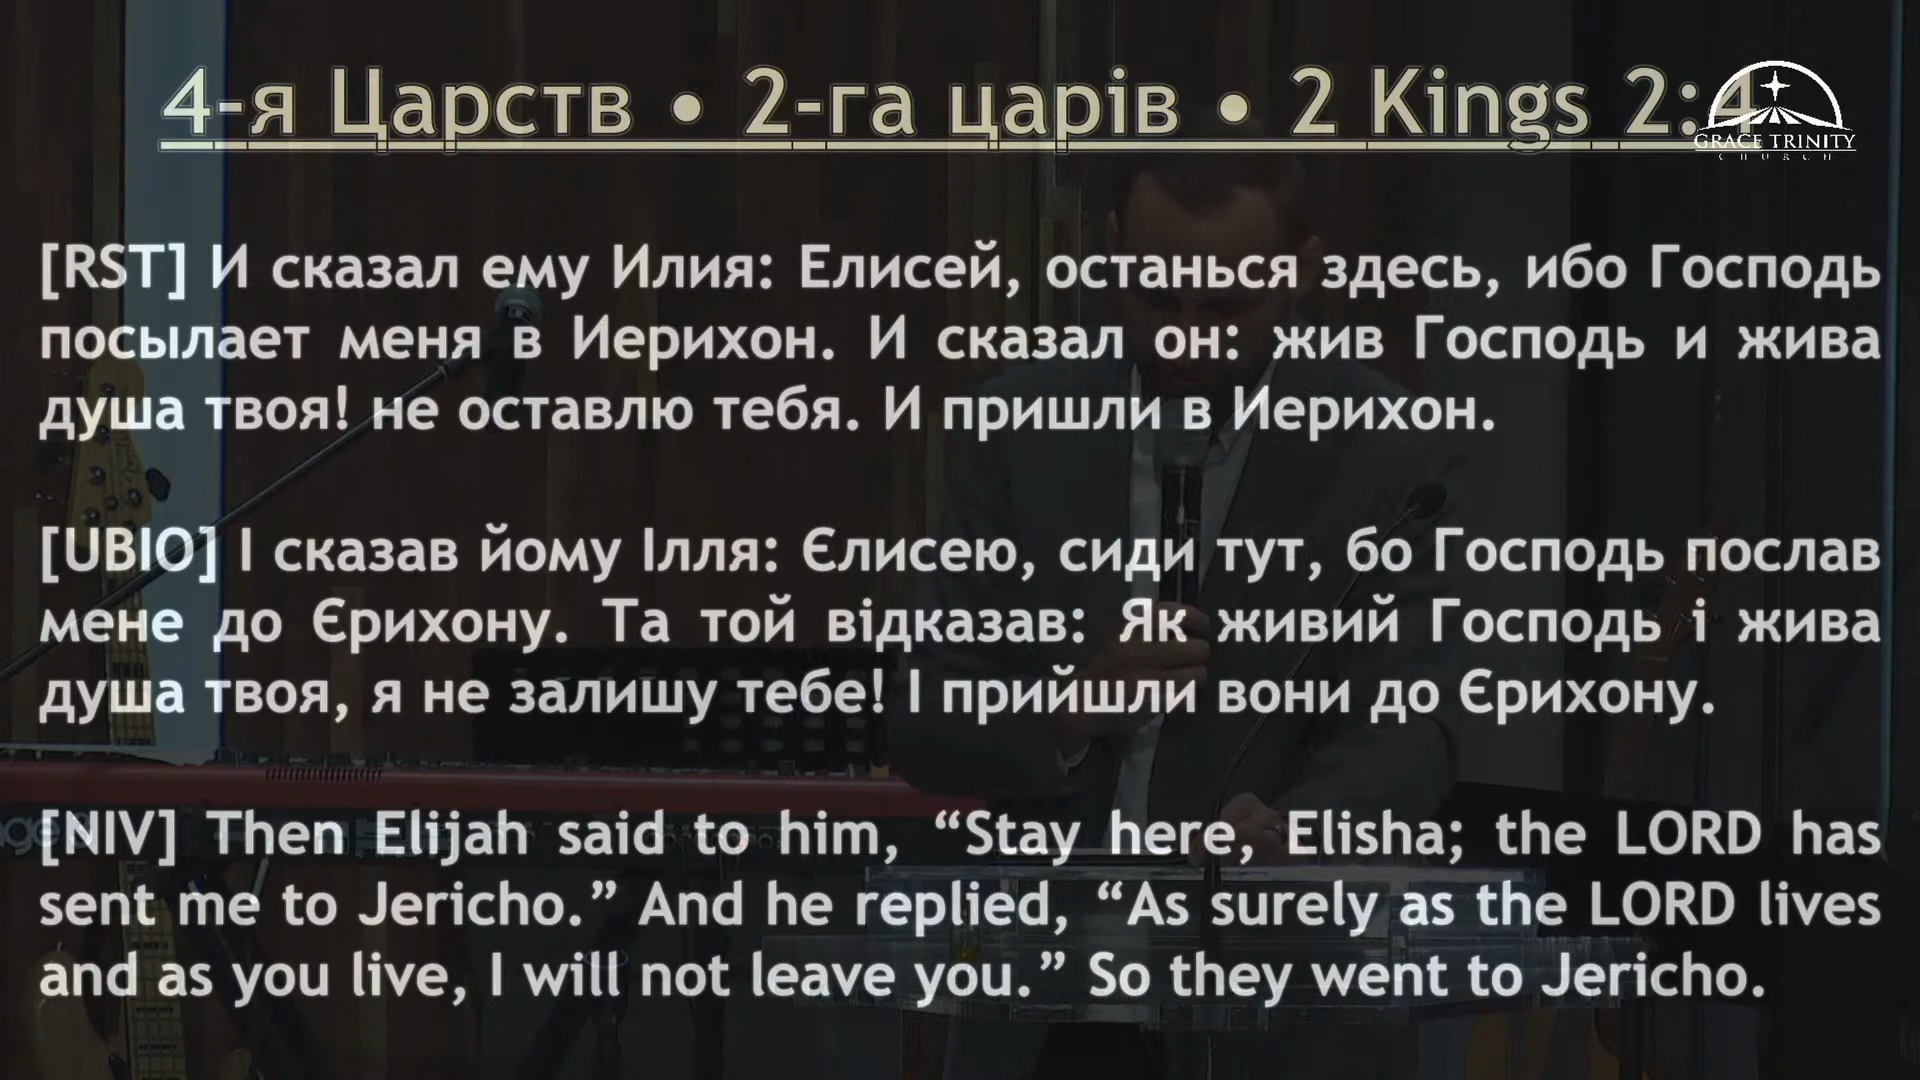 4-я Царств • 2-га царів • 2 Kings 2:4
GRACE TRINITY
CHURCH
[RST] И сказал ему Илия: Елисей, останься здесь, ибо Господь
посылает меня в Иерихон. И сказал он: жив Господь и жива
душа твоя! не оставлю тебя. И пришли в Иерихон.
[UBIO] І сказав йому Ілля: Єлисею, сиди тут, бо Господь послав
мене до Єрихону. Та той відказав: Як живий Господь і жива
душа твоя, я не залишу тебе! І прийшли вони до Єрихону.
[NIV] Then Elijah said to him, “Stay here, Elisha; the LORD has
sent me to Jericho.” And he replied, “As surely as the LORD lives
and as you live, I will not leave you.” So they went to Jericho.